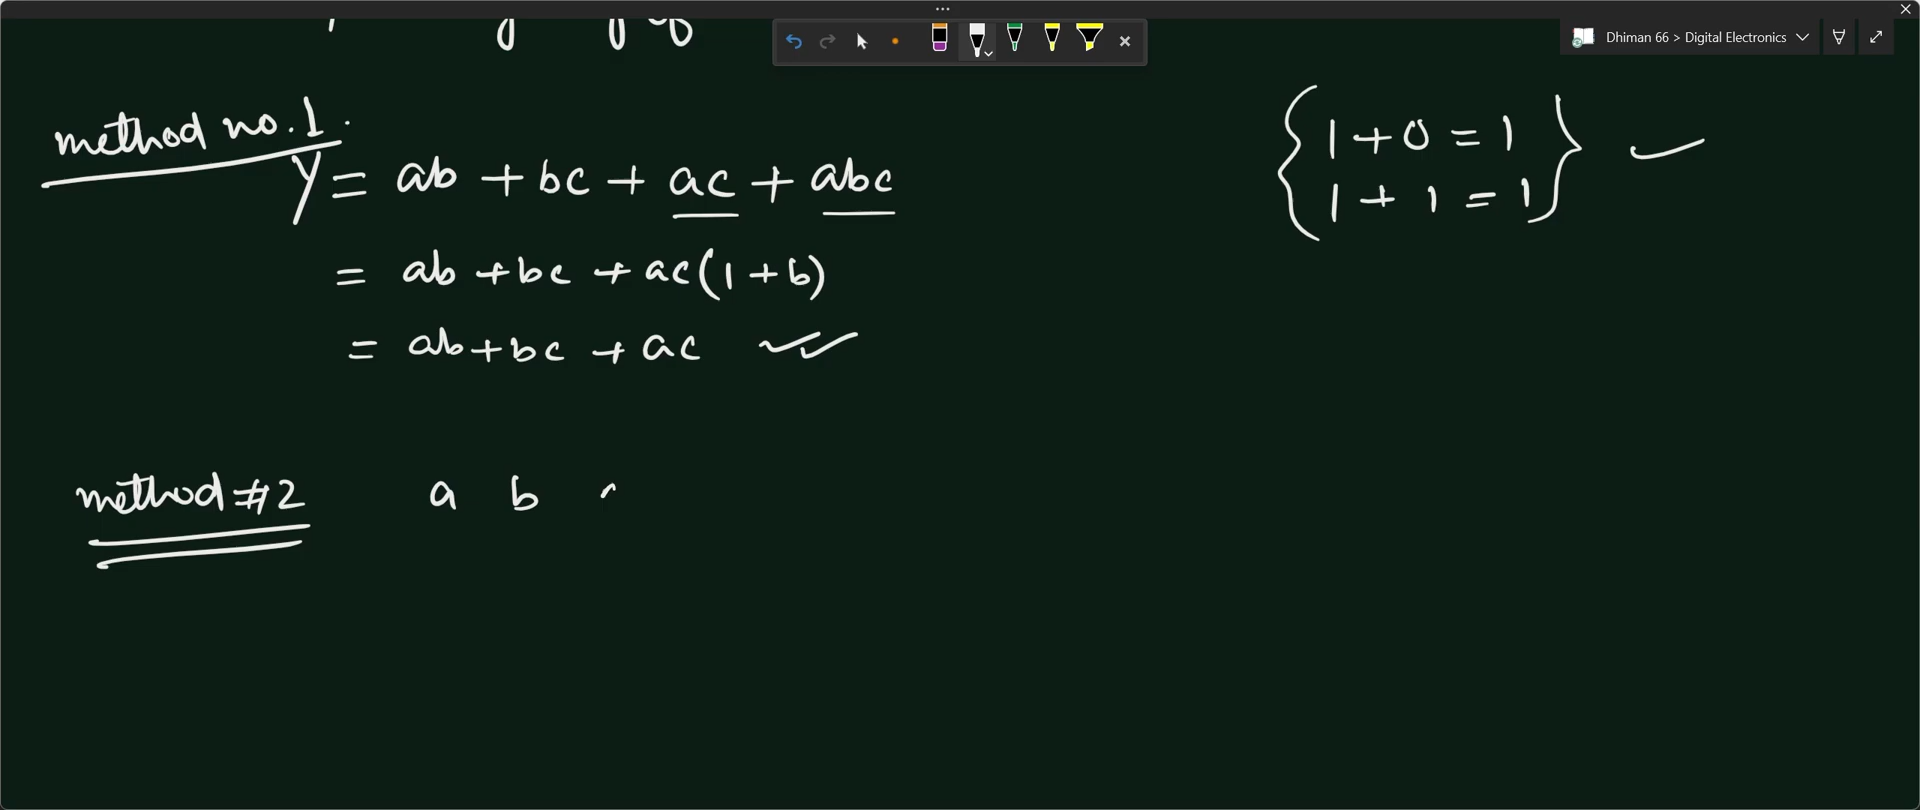 Dhiman 66 > Digital Electronics
method no. 1.
Y = ab + bc + ac + abc
= ab + bc + ac(1 + b)
= ab + bc + ac
{ 1 + 0 = 1
1 + 1 = 1 }
method #2 a b